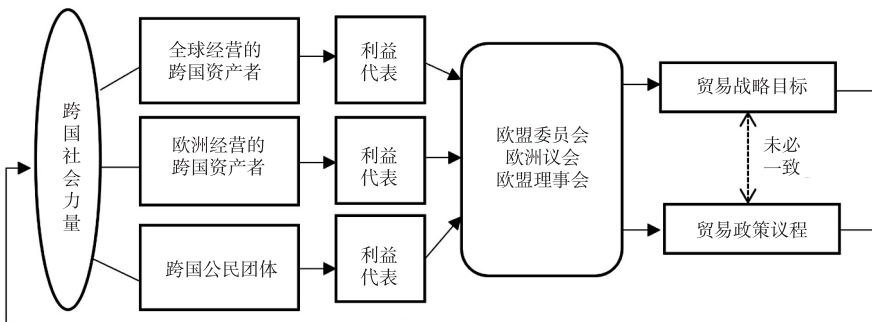 跨国社会力量
全球经营的
跨国资产者
利益
代表
欧洲经营的
跨国资产者
利益
代表
跨国公民团体
利益
代表
欧盟委员会
欧洲议会
欧盟理事会
贸易战略目标
未必
一致
贸易政策议程